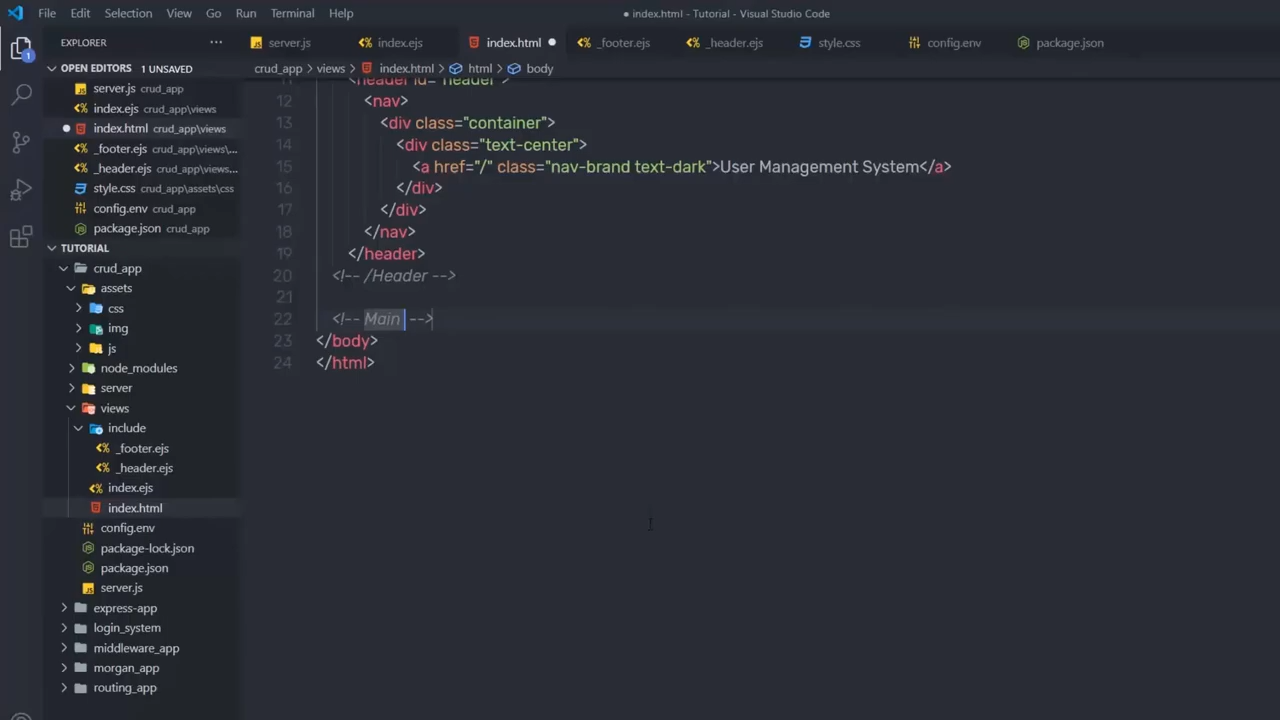 File Edit Selection View Go Run Terminal Help
index.html - Tutorial - Visual Studio Code
EXPLORER
server.js
index.ejs
index.html
_footer.ejs
_header.ejs
style.css
config.env
package.json
OPEN EDITORS 1 UNSAVED
server.js crud_app
index.ejs crud_app\views
index.html crud_app\views
_footer.ejs crud_app\views\...
_header.ejs crud_app\views...
style.css crud_app\assets\css
config.env crud_app
package.json crud_app
TUTORIAL
crud_app
assets
css
img
js
node_modules
server
views
include
_footer.ejs
_header.ejs
index.ejs
index.html
config.env
package-lock.json
package.json
server.js
express-app
login_system
middleware_app
morgan_app
routing_app
1
crud_app > views > index.html > html > body
11 <header id="header">
12 <nav>
13 <div class="container">
14 <div class="text-center">
15 <a href="/" class="nav-brand text-dark">User Management System</a>
16 </div>
17 </div>
18 </nav>
19 </header>
20 <!-- /Header -->
21
22 <!-- Main -->
23 </body>
24 </html>